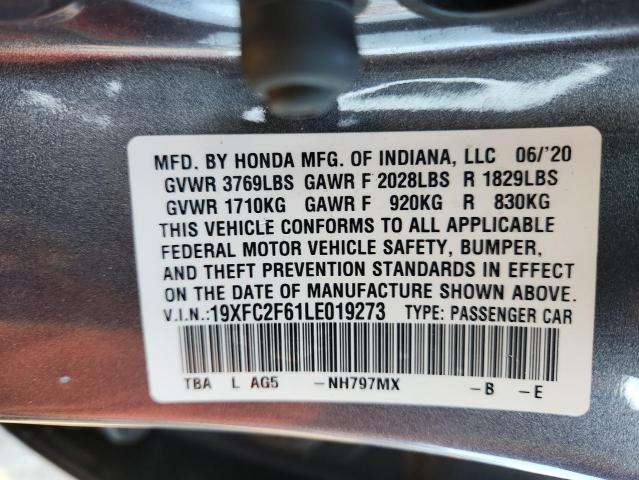 MFD. BY HONDA MFG. OF INDIANA, LLC 06/'20
GVWR 3769LBS GAWR F 2028LBS R 1829LBS
GVWR 1710KG GAWR F 920KG R 830KG
THIS VEHICLE CONFORMS TO ALL APPLICABLE
FEDERAL MOTOR VEHICLE SAFETY, BUMPER,
AND THEFT PREVENTION STANDARDS IN EFFECT
ON THE DATE OF MANUFACTURE SHOWN ABOVE.
V.I.N.:19XFC2F61LE019273 TYPE: PASSENGER CAR
TBA L AG5 -NH797MX -B -E